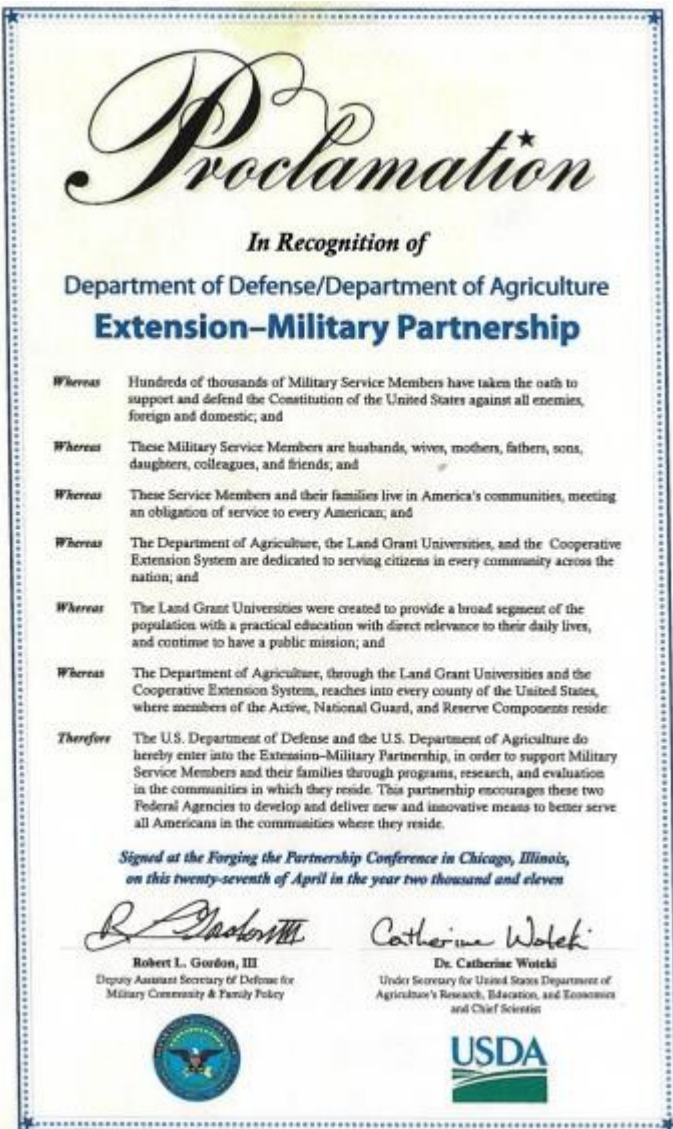 Proclamation
In Recognition of
Department of Defense/Department of Agriculture
Extension–Military Partnership
Whereas Hundreds of thousands of Military Service Members have taken the oath to
support and defend the Constitution of the United States against all enemies,
foreign and domestic; and
Whereas These Military Service Members are husbands, wives, mothers, fathers, sons,
daughters, colleagues, and friends; and
Whereas These Service Members and their families live in America's communities, meeting
an obligation of service to every American; and
Whereas The Department of Agriculture, the Land Grant Universities, and the Cooperative
Extension System are dedicated to serving citizens in every community across the
nation; and
Whereas The Land Grant Universities were created to provide a broad segment of the
population with a practical education with direct relevance to their daily lives,
and continue to have a public mission; and
Whereas The Department of Agriculture, through the Land Grant Universities and the
Cooperative Extension System, reaches into every county of the United States,
where members of the Active, National Guard, and Reserve Components reside:
Therefore The U.S. Department of Defense and the U.S. Department of Agriculture do
hereby enter into the Extension–Military Partnership, in order to support Military
Service Members and their families through programs, research, and evaluation
in the communities in which they reside. This partnership encourages these two
Federal Agencies to develop and deliver new and innovative means to better serve
all Americans in the communities where they reside.
Signed at the Forging the Partnership Conference in Chicago, Illinois,
on this twenty-seventh of April in the year two thousand and eleven
Catherine Woteki
Robert L. Gordon, III
Deputy Assistant Secretary of Defense for
Military Community & Family Policy
Dr. Catherine Woteki
Under Secretary for United States Department of
Agriculture's Research, Education, and Economics
and Chief Scientist
USDA